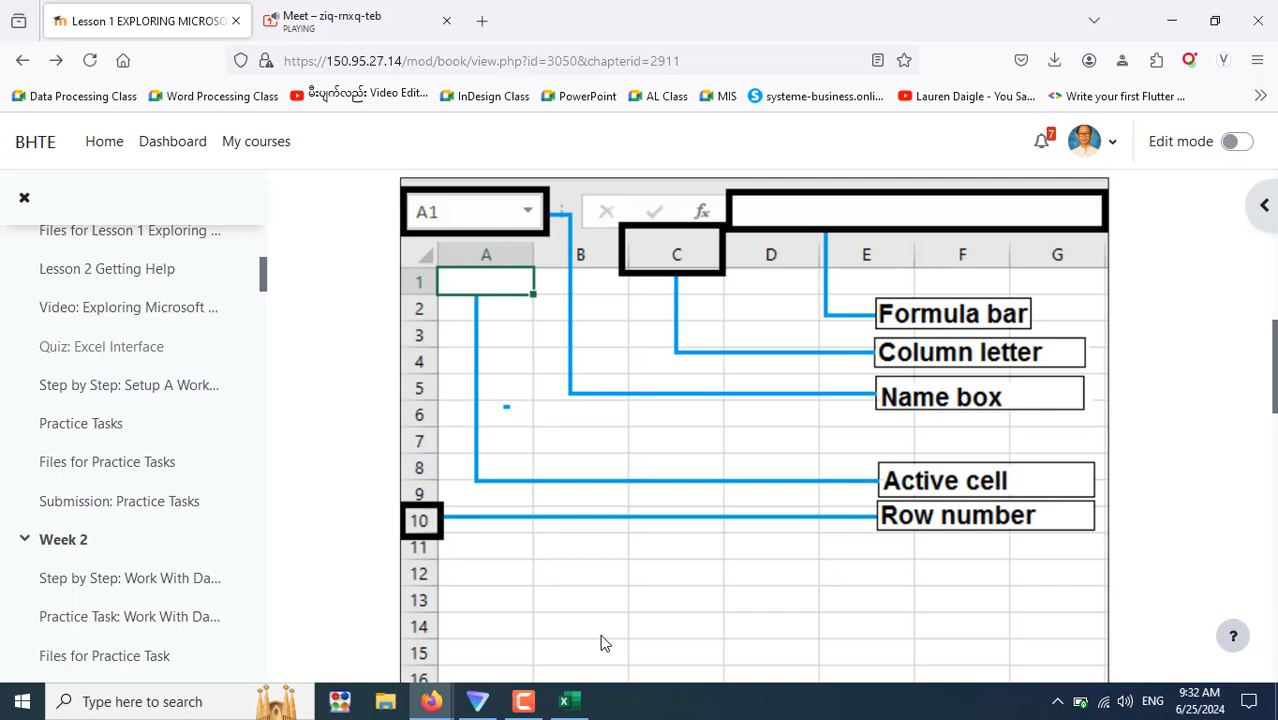 Lesson 1 EXPLORING MICROSO
Meet – ziq-rnxq-teb
PLAYING
https://150.95.27.14/mod/book/view.php?id=3050&chapterid=2911
Data Processing Class
Word Processing Class
မီးပျက်လည်း Video Edit...
InDesign Class
PowerPoint
AL Class
MIS
systeme-business.onli...
Lauren Daigle - You Sa...
Write your first Flutter ...
BHTE
Home
Dashboard
My courses
7
Edit mode
Files for Lesson 1 Exploring ...
Lesson 2 Getting Help
Video: Exploring Microsoft ...
Quiz: Excel Interface
Step by Step: Setup A Work...
Practice Tasks
Files for Practice Tasks
Submission: Practice Tasks
Week 2
Step by Step: Work With Da...
Practice Task: Work With Da...
Files for Practice Task
A1
fx
A B C D E F G
1
2
3
4
5
6
7
8
9
10
11
12
13
14
15
16
Formula bar
Column letter
Name box
Active cell
Row number
?
Type here to search
ENG
9:32 AM
6/25/2024